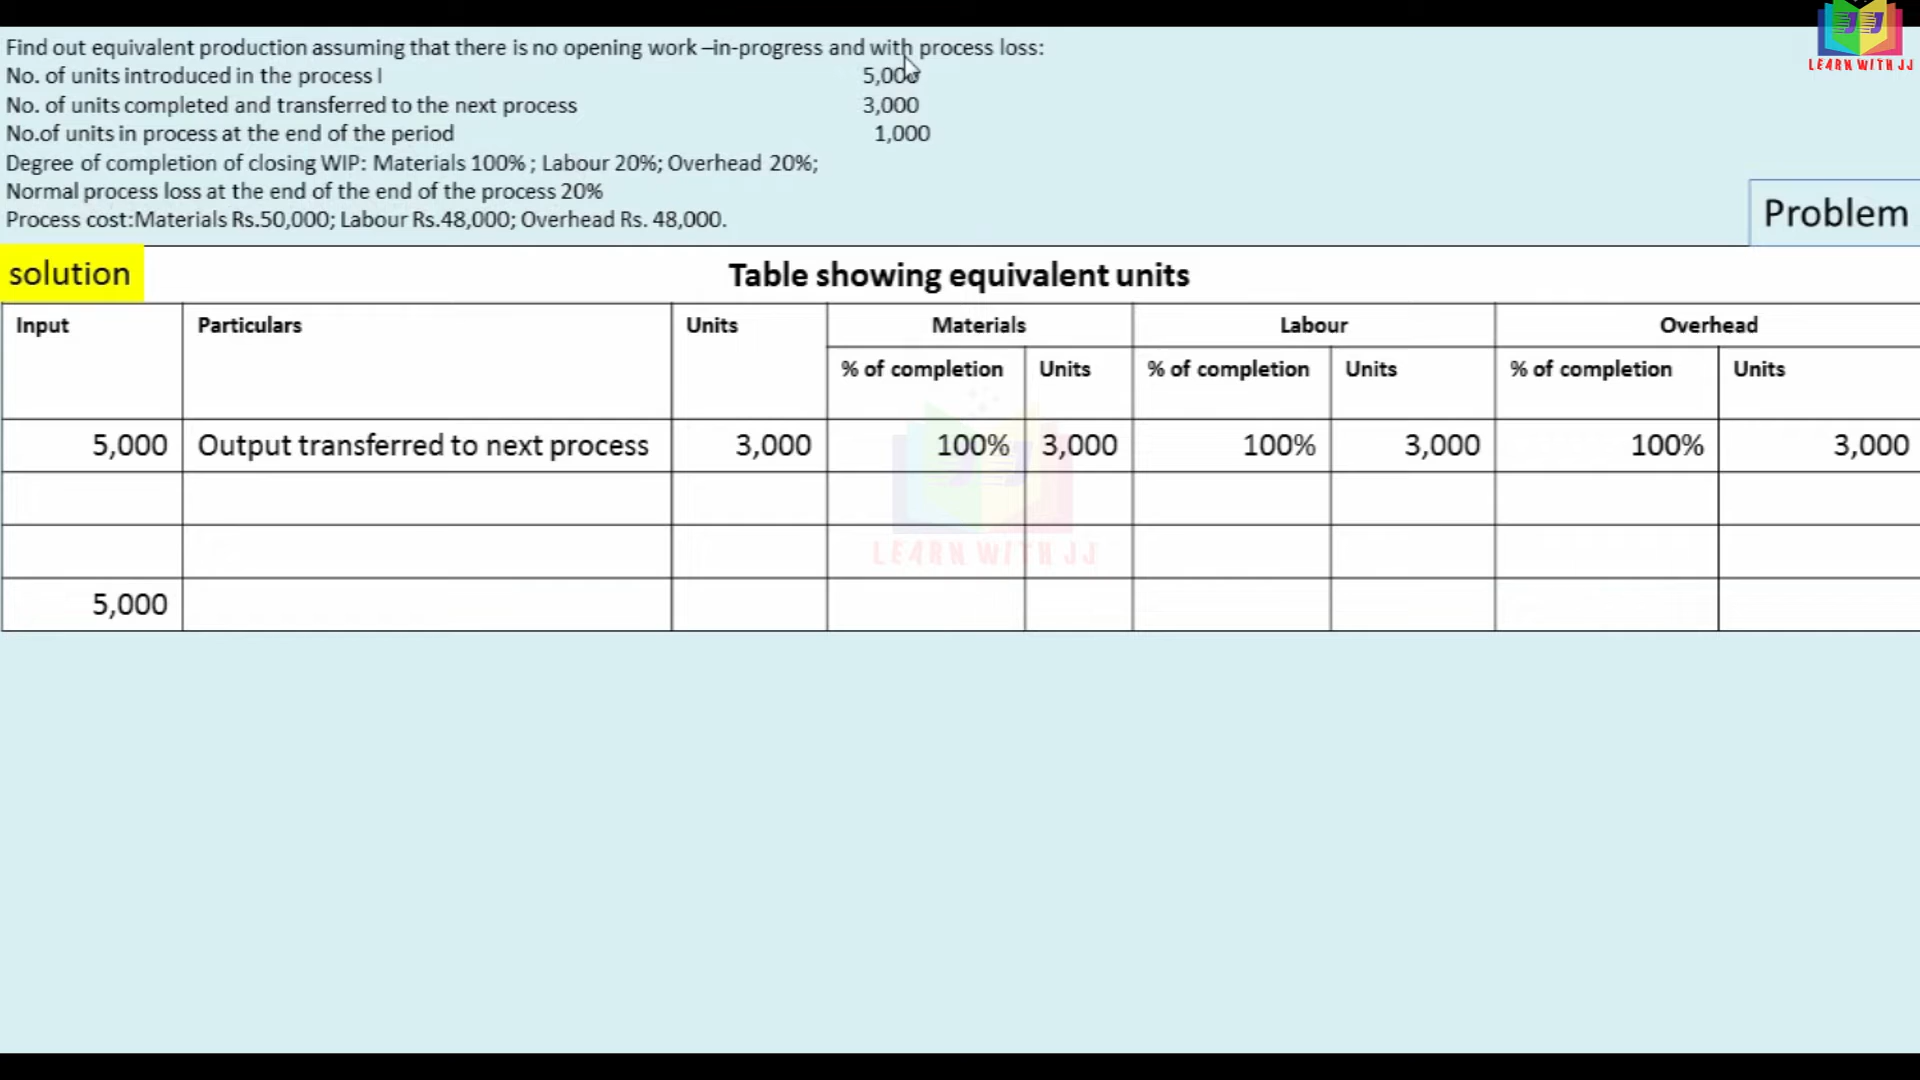 LEARN WITH JJ
Find out equivalent production assuming that there is no opening work –in-progress and with process loss:
No. of units introduced in the process I 5,000
No. of units completed and transferred to the next process 3,000
No.of units in process at the end of the period 1,000
Degree of completion of closing WIP: Materials 100% ; Labour 20%; Overhead 20%;
Normal process loss at the end of the end of the process 20%
Process cost:Materials Rs.50,000; Labour Rs.48,000; Overhead Rs. 48,000.
Problem
solution
Table showing equivalent units
Input Particulars Units Materials Labour Overhead
% of completion Units % of completion Units % of completion Units
5,000 Output transferred to next process 3,000 100% 3,000 100% 3,000 100% 3,000
LEARN WITH JJ
5,000